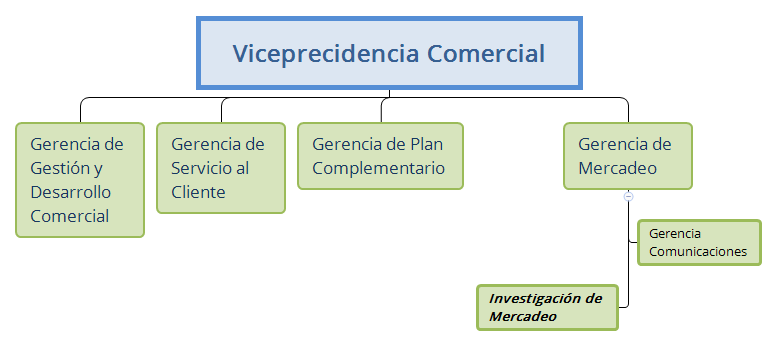 Viceprecidencia Comercial
Gerencia de
Gestión y
Desarrollo
Comercial
Gerencia de
Servicio al
Cliente
Gerencia de Plan
Complementario
Gerencia de
Mercadeo
Gerencia
Comunicaciones
Investigación de
Mercadeo